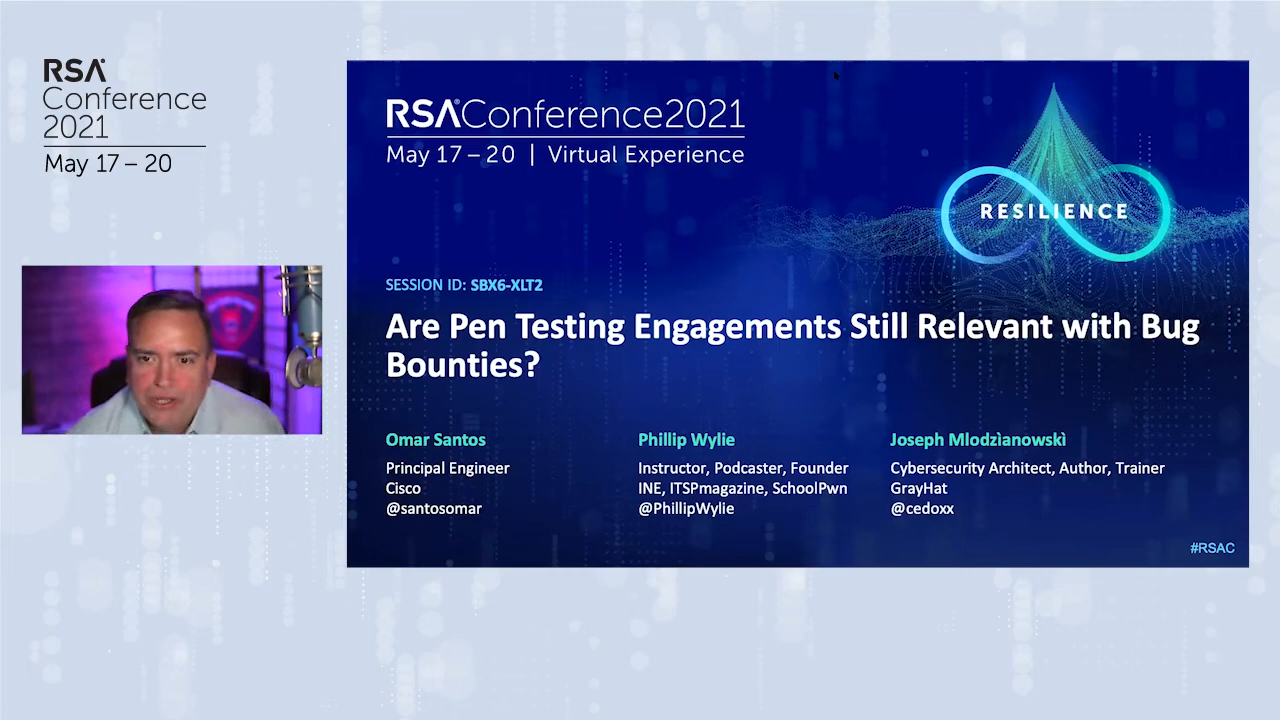 RSA
Conference
2021
May 17 – 20
RSAConference2021
May 17 – 20 | Virtual Experience
RESILIENCE
SESSION ID: SBX6-XLT2
Are Pen Testing Engagements Still Relevant with Bug
Bounties?
Omar Santos
Principal Engineer
Cisco
@santosomar
Phillip Wylie
Instructor, Podcaster, Founder
INE, ITSPmagazine, SchoolPwn
@PhillipWylie
Joseph Mlodzìanowskì
Cybersecurity Architect, Author, Trainer
GrayHat
@cedoxx
#RSAC